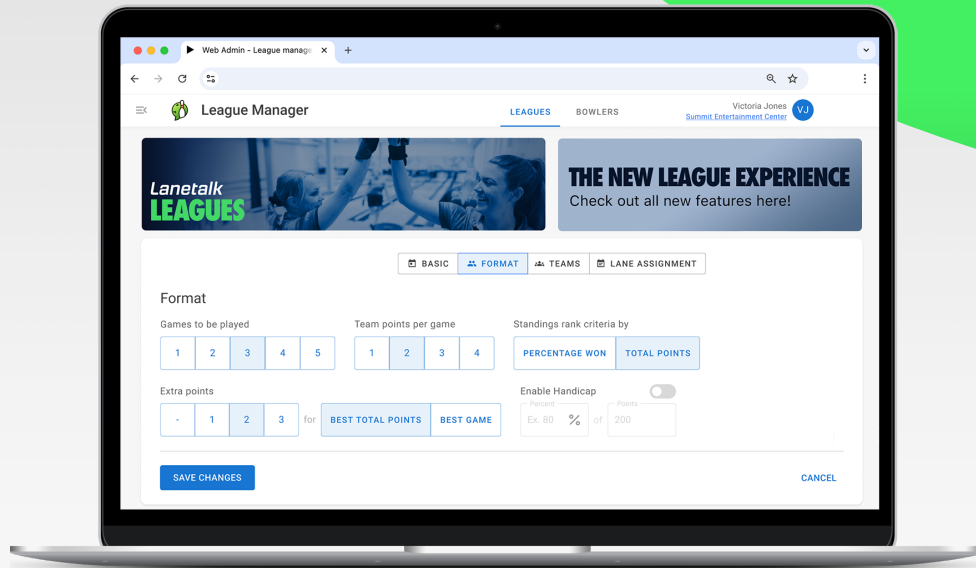 Web Admin - League manage
League Manager
LEAGUES
BOWLERS
Victoria Jones
Summit Entertainment Center
VJ
Lanetalk
LEAGUES
THE NEW LEAGUE EXPERIENCE
Check out all new features here!
BASIC
FORMAT
TEAMS
LANE ASSIGNMENT
Format
Games to be played
Team points per game
Standings rank criteria by
1 2 3 4 5
1 2 3 4
PERCENTAGE WON
TOTAL POINTS
Extra points
Enable Handicap
- 1 2 3
for
BEST TOTAL POINTS
BEST GAME
Percent
Ex. 80 %
of
Points
200
SAVE CHANGES
CANCEL